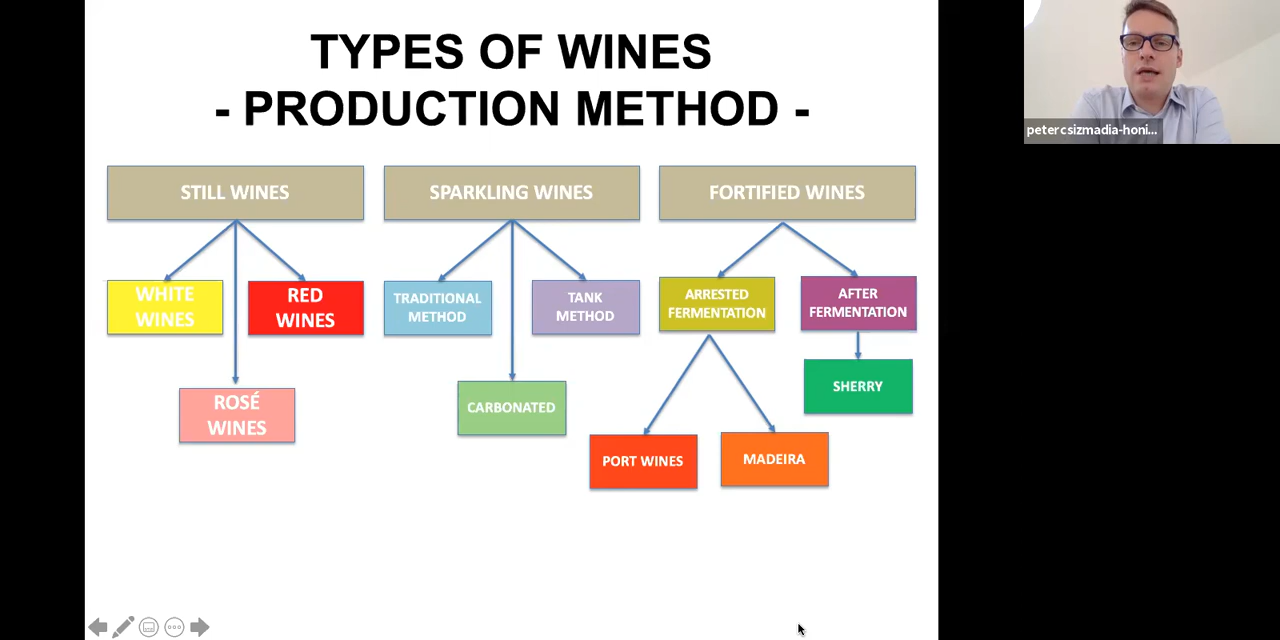 TYPES OF WINES
- PRODUCTION METHOD -
STILL WINES
SPARKLING WINES
FORTIFIED WINES
WHITE
WINES
RED
WINES
ROSÉ
WINES
TRADITIONAL
METHOD
TANK
METHOD
CARBONATED
ARRESTED
FERMENTATION
AFTER
FERMENTATION
SHERRY
PORT WINES
MADEIRA
petercsizmadia-honi...